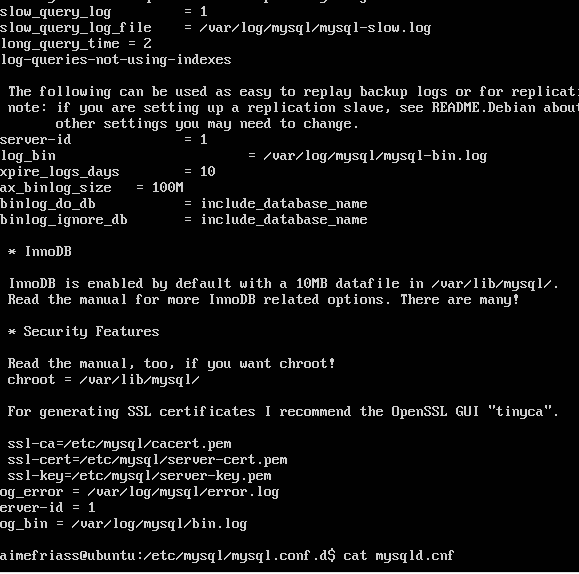 slow_query_log = 1
slow_query_log_file = /var/log/mysql/mysql-slow.log
long_query_time = 2
log-queries-not-using-indexes
The following can be used as easy to replay backup logs or for replicati
note: if you are setting up a replication slave, see README.Debian abou
other settings you may need to change.
server-id = 1
log_bin = /var/log/mysql/mysql-bin.log
xpire_logs_days = 10
ax_binlog_size = 100M
binlog_do_db = include_database_name
binlog_ignore_db = include_database_name
* InnoDB
InnoDB is enabled by default with a 10MB datafile in /var/lib/mysql/.
Read the manual for more InnoDB related options. There are many!
* Security Features
Read the manual, too, if you want chroot!
chroot = /var/lib/mysql/
For generating SSL certificates I recommend the OpenSSL GUI "tinyca".
ssl-ca=/etc/mysql/cacert.pem
ssl-cert=/etc/mysql/server-cert.pem
ssl-key=/etc/mysql/server-key.pem
og_error = /var/log/mysql/error.log
erver-id = 1
og_bin = /var/log/mysql/bin.log
aimefriass@ubuntu:/etc/mysql/mysql.conf.d$ cat mysqld.cnf